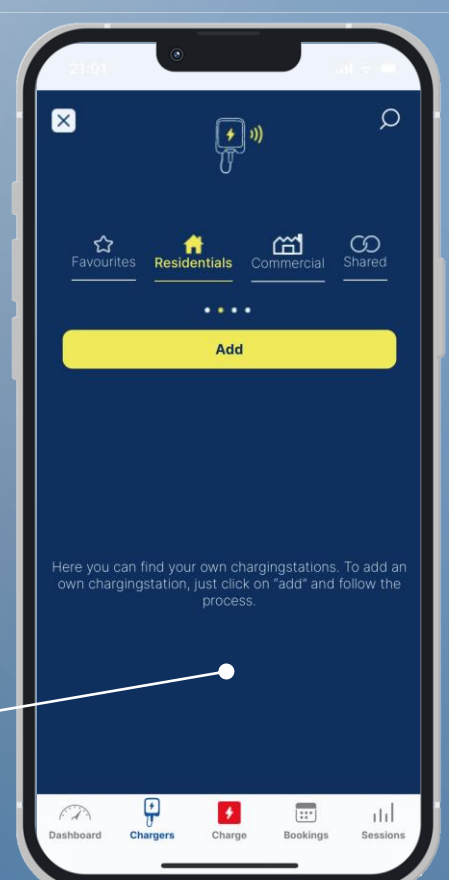 21:01
Favourites Residentials Commercial Shared
Add
Here you can find your own chargingstations. To add an
own chargingstation, just click on “add” and follow the
process.
Dashboard Chargers Charge Bookings Sessions